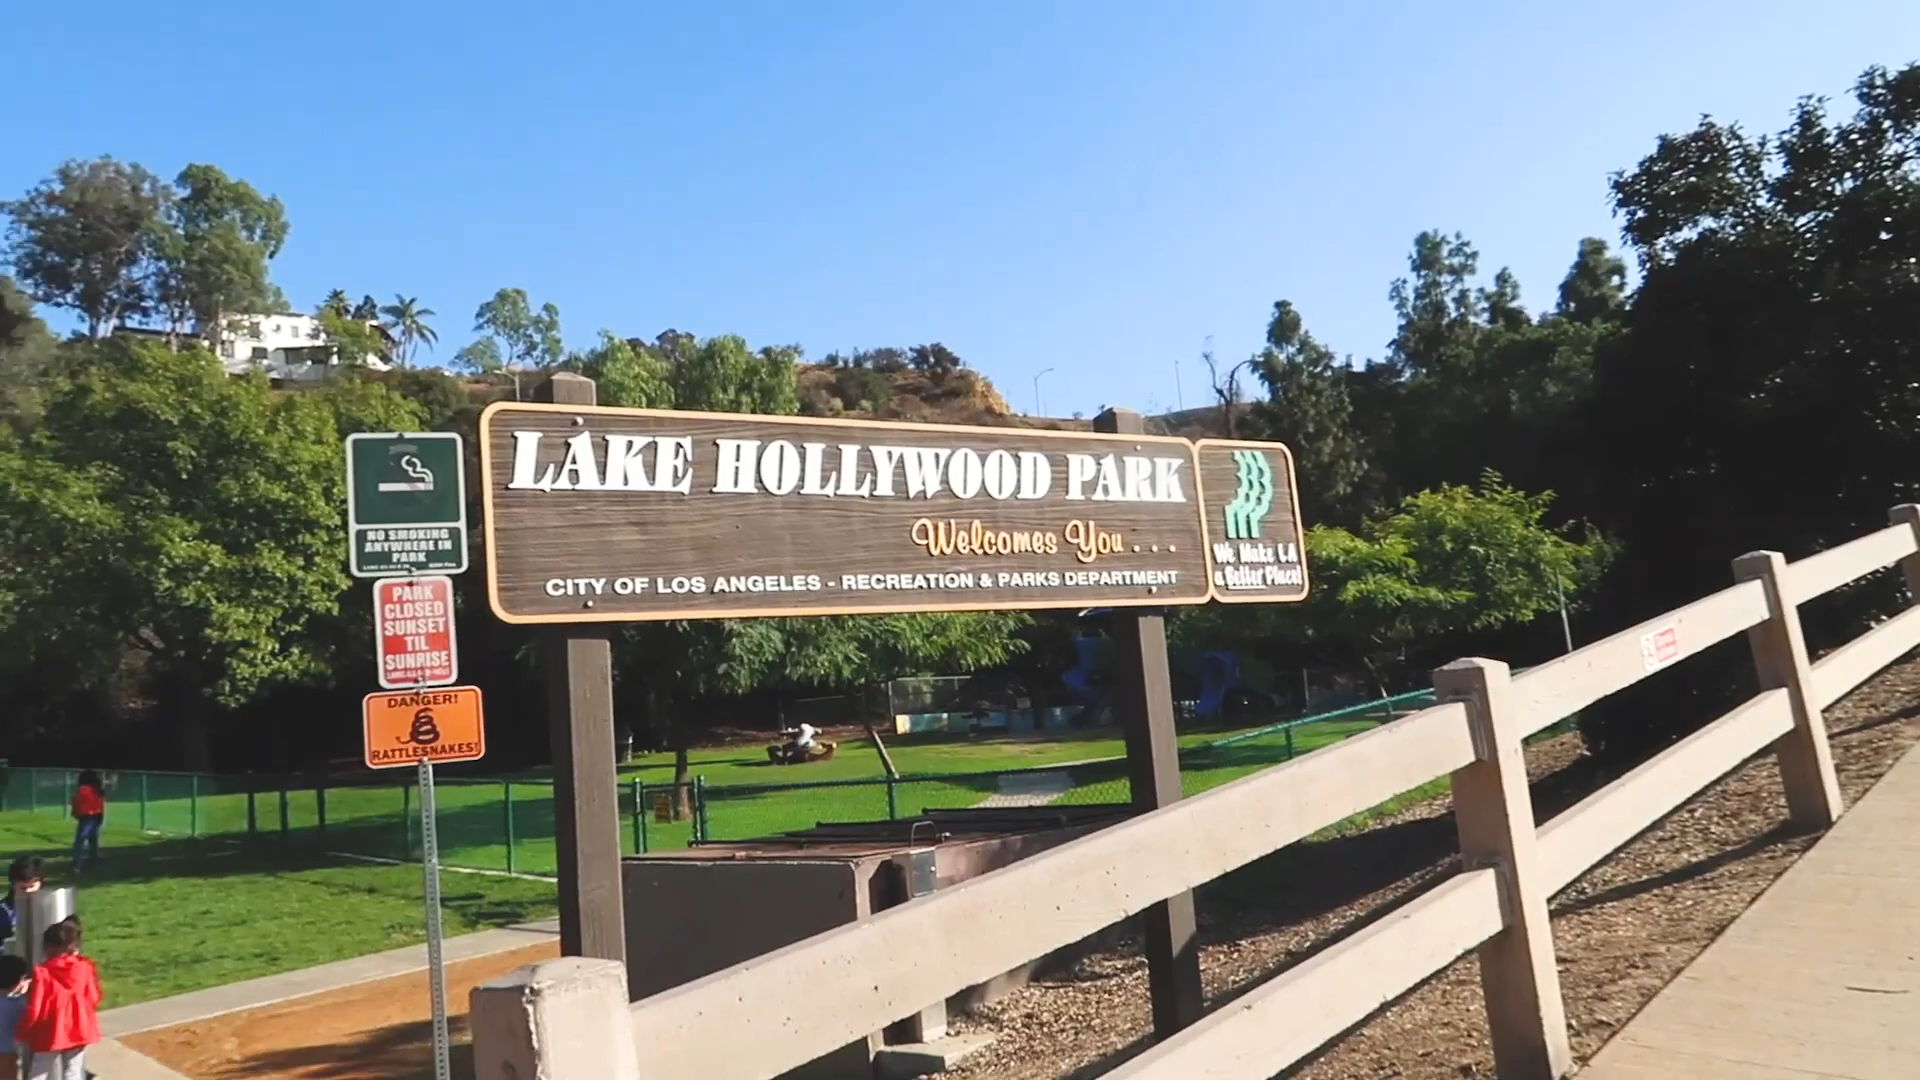 NO SMOKING
ANYWHERE IN
PARK
PARK
CLOSED
SUNSET
TIL
SUNRISE
DANGER!
RATTLESNAKES!
LAKE HOLLYWOOD PARK
Welcomes You . . .
CITY OF LOS ANGELES - RECREATION & PARKS DEPARTMENT
We Make LA
a Better Place!